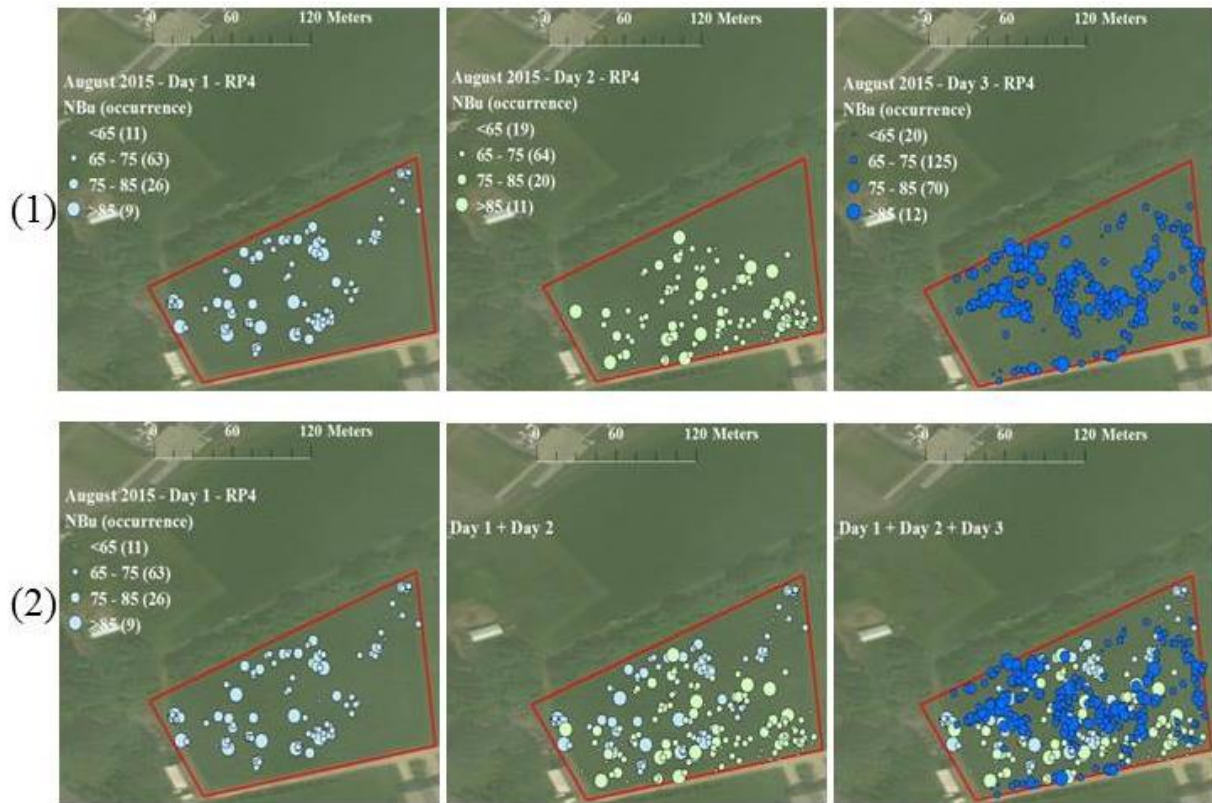 0 60 120 Meters
August 2015 - Day 1 - RP4
NBu (occurrence)
<65 (11)
65 - 75 (63)
75 - 85 (26)
>85 (9)
0 60 120 Meters
August 2015 - Day 2 - RP4
NBu (occurrence)
<65 (19)
65 - 75 (64)
75 - 85 (20)
>85 (11)
0 60 120 Meters
August 2015 - Day 3 - RP4
NBu (occurrence)
<65 (20)
65 - 75 (125)
75 - 85 (70)
>85 (12)
(1)
0 60 120 Meters
August 2015 - Day 1 - RP4
NBu (occurrence)
<65 (11)
65 - 75 (63)
75 - 85 (26)
>85 (9)
0 60 120 Meters
Day 1 + Day 2
0 60 120 Meters
Day 1 + Day 2 + Day 3
(2)